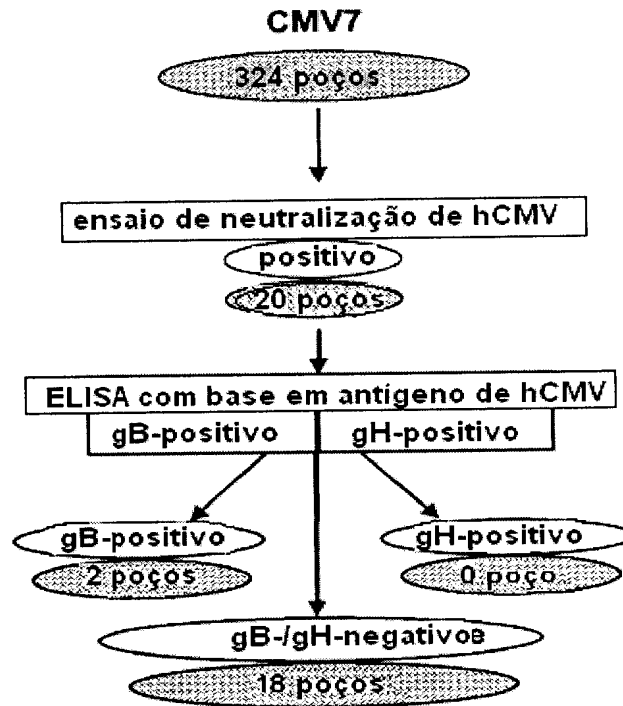 CMV7
324 poços
ensaio de neutralização de hCMV
positivo
20 poços
ELISA com base em antígeno de hCMV
gB-positivo gH-positivo
gB-positivo gH-positivo
2 poços 0 poço
gB-/gH-negativos
18 poços